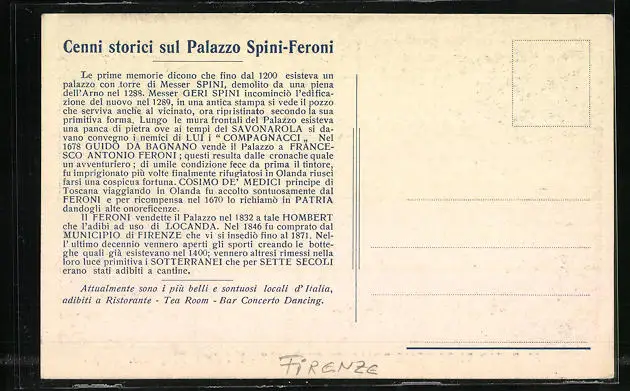 Cenni storici sul Palazzo Spini-Feroni
Le prime memorie dicono che fino dal 1200 esisteva un
palazzo con torre di Messer SPINI, demolito da una piena
dell'Arno nel 1288. Messer GERI SPINI incominciò l'edifica-
zione del nuovo nel 1289, in una antica stampa si vede il pozzo
che serviva anche al vicinato, ora ripristinato secondo la sua
primitiva forma, Lungo le mura frontali del Palazzo esisteva
una panca di pietra ove ai tempi del SAVONAROLA si da-
vano convegno i nemici di LUI i " COMPAGNACCI „ Nel
1678 GUIDO DA BAGNANO vendè il Palazzo a FRANCE-
SCO ANTONIO FERONI ; questi resulta dalle cronache quale
un avventuriero ; di umile condizione fece da prima il tintore,
fu imprigionato più volte finalmente rifugiatosi in Olanda riuscì
farsi una cospicua fortuna. COSIMO DE' MEDICI principe di
Toscana viaggiando in Olanda fu accolto sontuosamente dal
FERONI e per ricompensa nel 1670 lo richiamò in PATRIA
dandogli alte onoreficenze.
Il FERONI vendette il Palazzo nel 1832 a tale HOMBERT
che l'adibì ad uso di LOCANDA. Nel 1846 fu comprato dal
MUNICIPIO di FIRENZE che vi si insediò fino al 1871. Nel-
l' ultimo decennio vennero aperti gli sporti creando le botte-
ghe quali già esistevano nel 1400; vennero altresì rimessi nella
loro luce primitiva i SOTTERRANEI che per SETTE SECOLI
erano stati adibiti a cantine.
Attualmente sono i più belli e sontuosi locali d' Italia,
adibiti a Ristorante - Tea Room - Bar Concerto Dancing.
FIRENZE